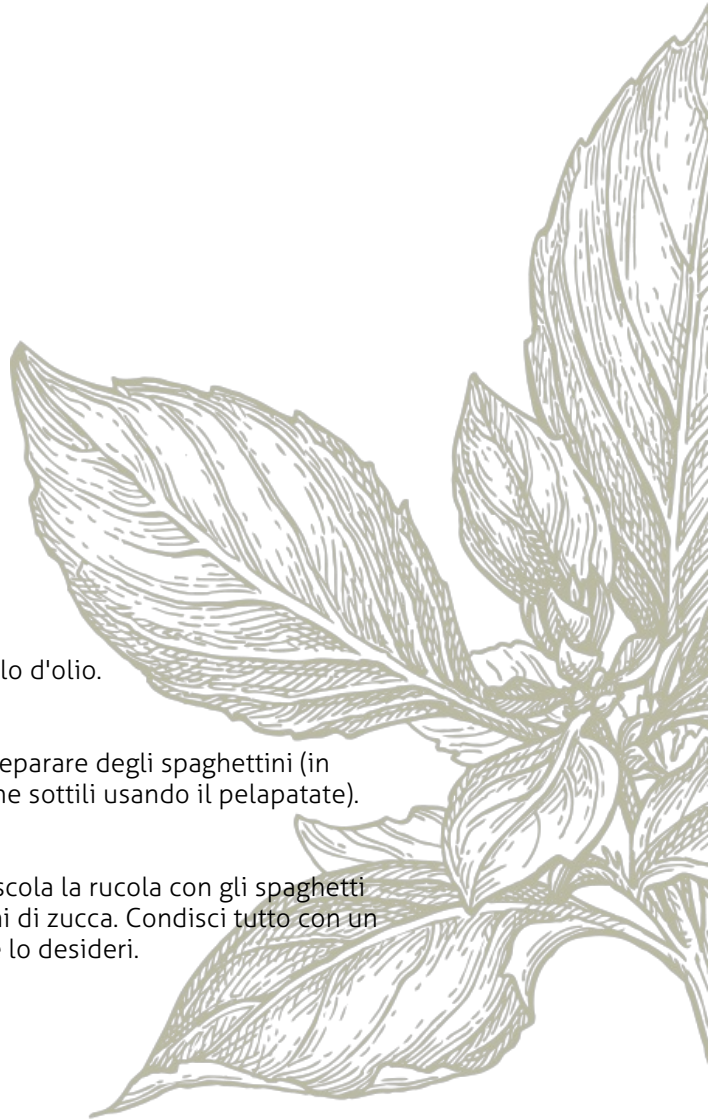 lo d'olio.
eparare degli spaghettini (in
ne sottili usando il pelapatate).
scola la rucola con gli spaghetti
ni di zucca. Condisci tutto con un
e lo desideri.